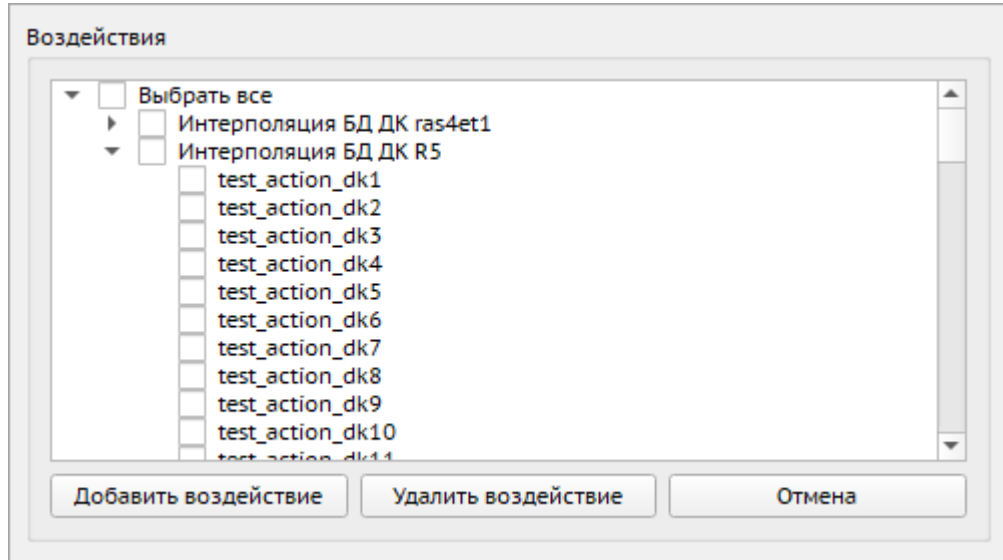 Воздействия
Выбрать все
Интерполяция БД ДК ras4et1
Интерполяция БД ДК R5
test_action_dk1
test_action_dk2
test_action_dk3
test_action_dk4
test_action_dk5
test_action_dk6
test_action_dk7
test_action_dk8
test_action_dk9
test_action_dk10
test_action_dk11
Добавить воздействие Удалить воздействие Отмена